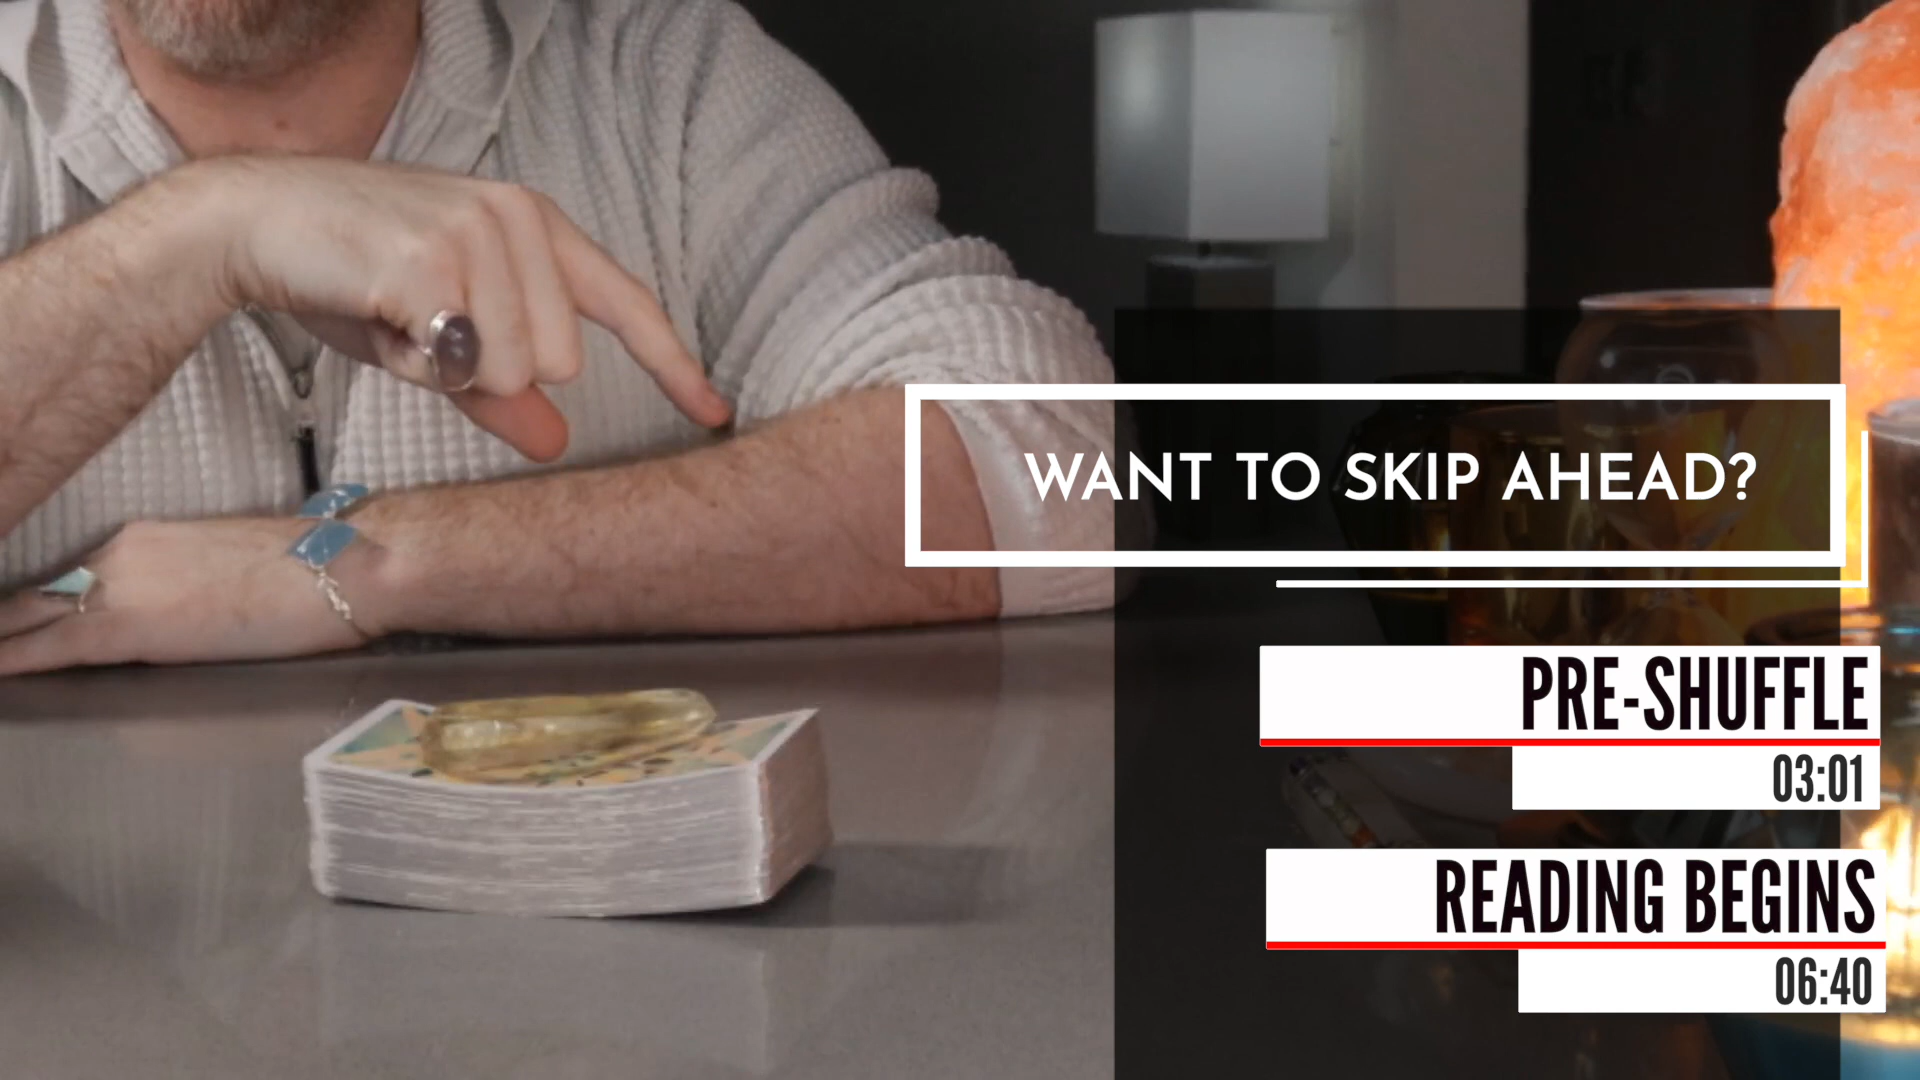 WANT TO SKIP AHEAD?
PRE-SHUFFLE
03:01
READING BEGINS
06:40